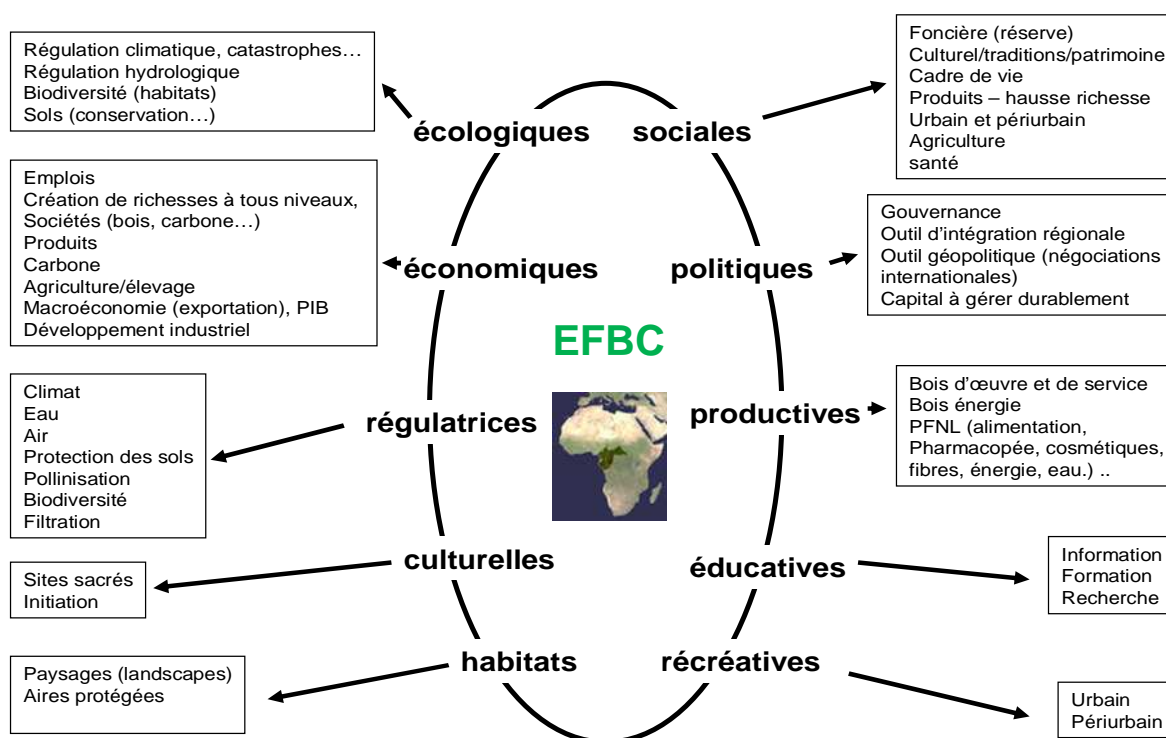 Régulation climatique, catastrophes…
Régulation hydrologique
Biodiversité (habitats)
Sols (conservation…)
écologiques
sociales
Foncière (réserve)
Culturel/traditions/patrimoine
Cadre de vie
Produits – hausse richesse
Urbain et périurbain
Agriculture
santé
Emplois
Création de richesses à tous niveaux,
Sociétés (bois, carbone…)
Produits
Carbone
Agriculture/élevage
Macroéconomie (exportation), PIB
Développement industriel
économiques
politiques
Gouvernance
Outil d'intégration régionale
Outil géopolitique (négociations
internationales)
Capital à gérer durablement
EFBC
Climat
Eau
Air
Protection des sols
Pollinisation
Biodiversité
Filtration
régulatrices
productives
Bois d'œuvre et de service
Bois énergie
PFNL (alimentation,
Pharmacopée, cosmétiques,
fibres, énergie, eau.) ..
Sites sacrés
Initiation
culturelles
éducatives
Information
Formation
Recherche
Paysages (landscapes)
Aires protégées
habitats
récréatives
Urbain
Périurbain